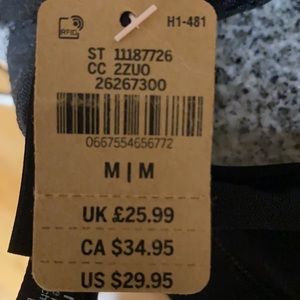 RFID
H1-481
ST 11187726
CC 2ZUO
26267300
0667554656772
M | M
UK £25.99
CA $34.95
US $29.95